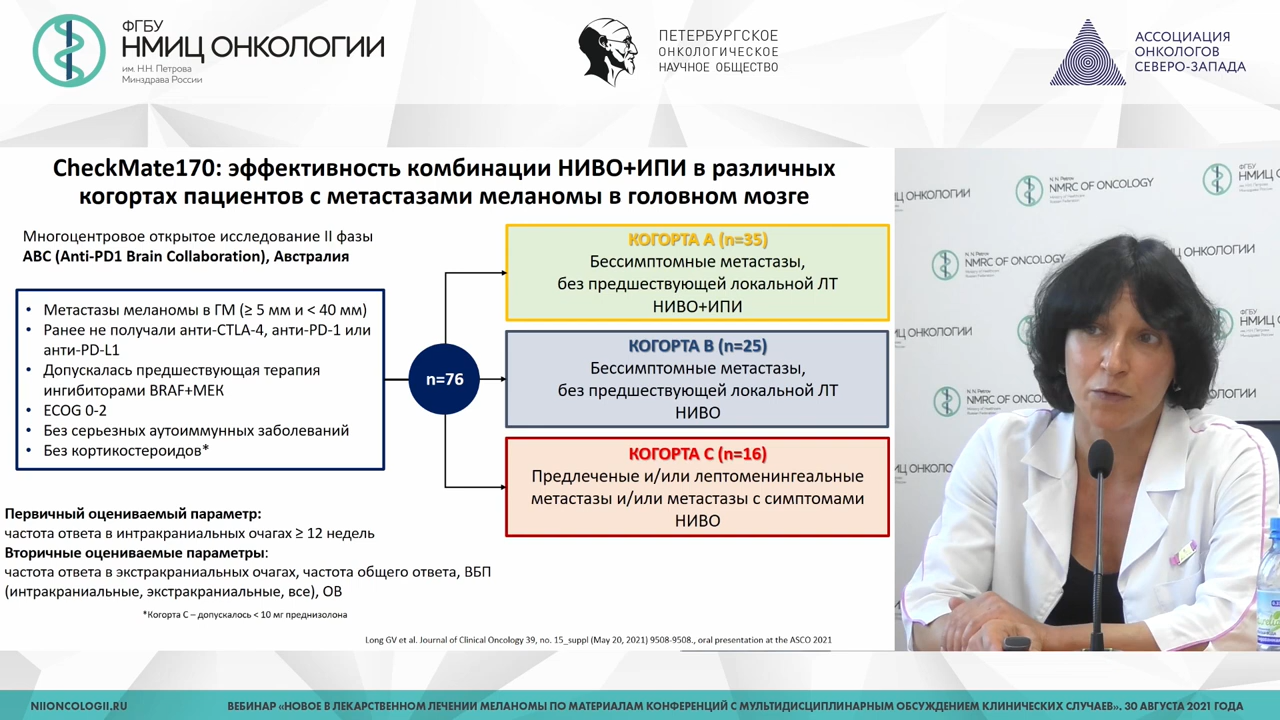 ФГБУ
НМИЦ ОНКОЛОГИИ
им. Н.Н. Петрова
Минздрава России
ПЕТЕРБУРГСКОЕ
ОНКОЛОГИЧЕСКОЕ
НАУЧНОЕ ОБЩЕСТВО
АССОЦИАЦИЯ
ОНКОЛОГОВ
СЕВЕРО-ЗАПАДА
CheckMate170: эффективность комбинации НИВО+ИПИ в различных
когортах пациентов с метастазами меланомы в головном мозге
Многоцентровое открытое исследование II фазы
ABC (Anti-PD1 Brain Collaboration), Австралия
• Метастазы меланомы в ГМ (≥ 5 мм и < 40 мм)
• Ранее не получали анти-CTLA-4, анти-PD-1 или
анти-PD-L1
• Допускалась предшествующая терапия
ингибиторами BRAF+МЕК
• ECOG 0-2
• Без серьезных аутоиммунных заболеваний
• Без кортикостероидов*
n=76
КОГОРТА А (n=35)
Бессимптомные метастазы,
без предшествующей локальной ЛТ
НИВО+ИПИ
КОГОРТА В (n=25)
Бессимптомные метастазы,
без предшествующей локальной ЛТ
НИВО
КОГОРТА С (n=16)
Предлеченые и/или лептоменингеальные
метастазы и/или метастазы с симптомами
НИВО
Первичный оцениваемый параметр:
частота ответа в интракраниальных очагах ≥ 12 недель
Вторичные оцениваемые параметры:
частота ответа в экстракраниальных очагах, частота общего ответа, ВБП
(интракраниальные, экстракраниальные, все), ОВ
*Когорта С – допускалось < 10 мг преднизолона
Long GV et al. Journal of Clinical Oncology 39, no. 15_suppl (May 20, 2021) 9508-9508., oral presentation at the ASCO 2021
N.N. Petrov
NMRC OF ONCOLOGY
NMRC OF ONCOLOGY
NIIONCOLOGII.RU
ВЕБИНАР «НОВОЕ В ЛЕКАРСТВЕННОМ ЛЕЧЕНИИ МЕЛАНОМЫ ПО МАТЕРИАЛАМ КОНФЕРЕНЦИЙ С МУЛЬТИДИСЦИПЛИНАРНЫМ ОБСУЖДЕНИЕМ КЛИНИЧЕСКИХ СЛУЧАЕВ». 30 АВГУСТА 2021 ГОДА